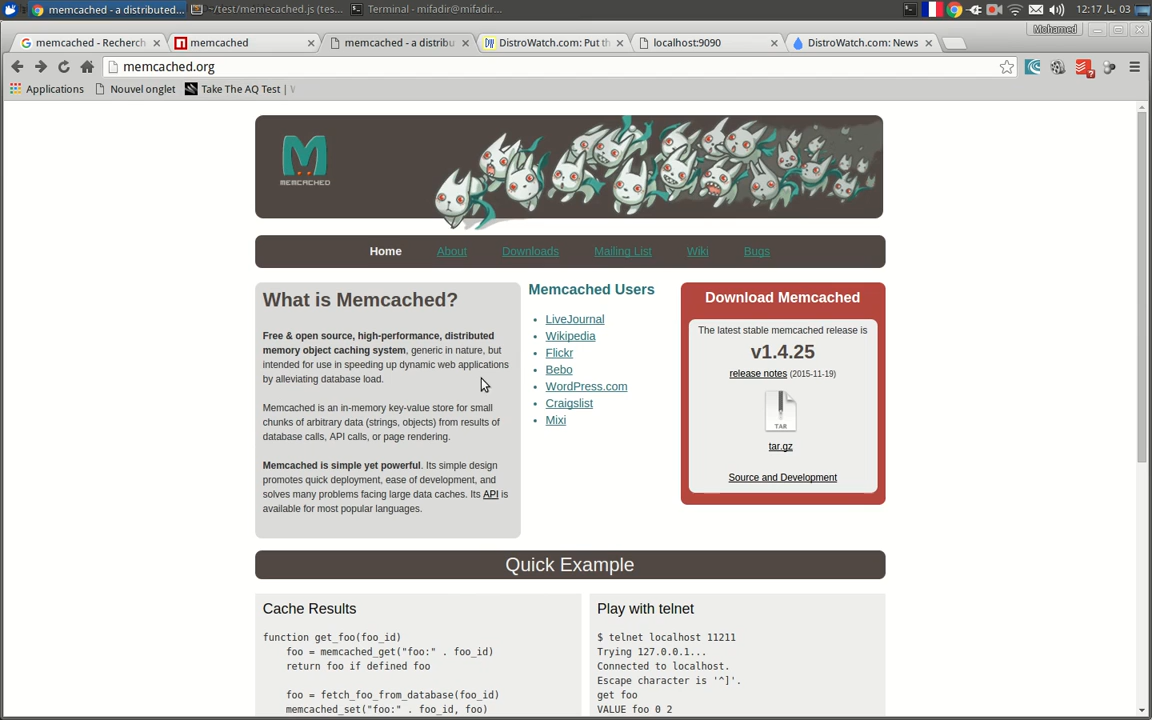 memcached - a distributed...
~/test/memecached.js (tes...
Terminal - mifadir@mifadir...
12:17 ,ينا 03
Mohamed
memcached - Recherch
memcached
memcached - a distribu
DistroWatch.com: Put th
localhost:9090
DistroWatch.com: News
memcached.org
Applications
Nouvel onglet
Take The AQ Test |
MEMCACHED
Home
About
Downloads
Mailing List
Wiki
Bugs
What is Memcached?
Free & open source, high-performance, distributed
memory object caching system, generic in nature, but
intended for use in speeding up dynamic web applications
by alleviating database load.
Memcached is an in-memory key-value store for small
chunks of arbitrary data (strings, objects) from results of
database calls, API calls, or page rendering.
Memcached is simple yet powerful. Its simple design
promotes quick deployment, ease of development, and
solves many problems facing large data caches. Its API is
available for most popular languages.
Memcached Users
LiveJournal
Wikipedia
Flickr
Bebo
WordPress.com
Craigslist
Mixi
Download Memcached
The latest stable memcached release is
v1.4.25
release notes (2015-11-19)
TAR
tar.gz
Source and Development
Quick Example
Cache Results
function get_foo(foo_id)
    foo = memcached_get("foo:" . foo_id)
    return foo if defined foo
    foo = fetch_foo_from_database(foo_id)
    memcached_set("foo:" . foo_id, foo)
Play with telnet
$ telnet localhost 11211
Trying 127.0.0.1...
Connected to localhost.
Escape character is '^]'.
get foo
VALUE foo 0 2